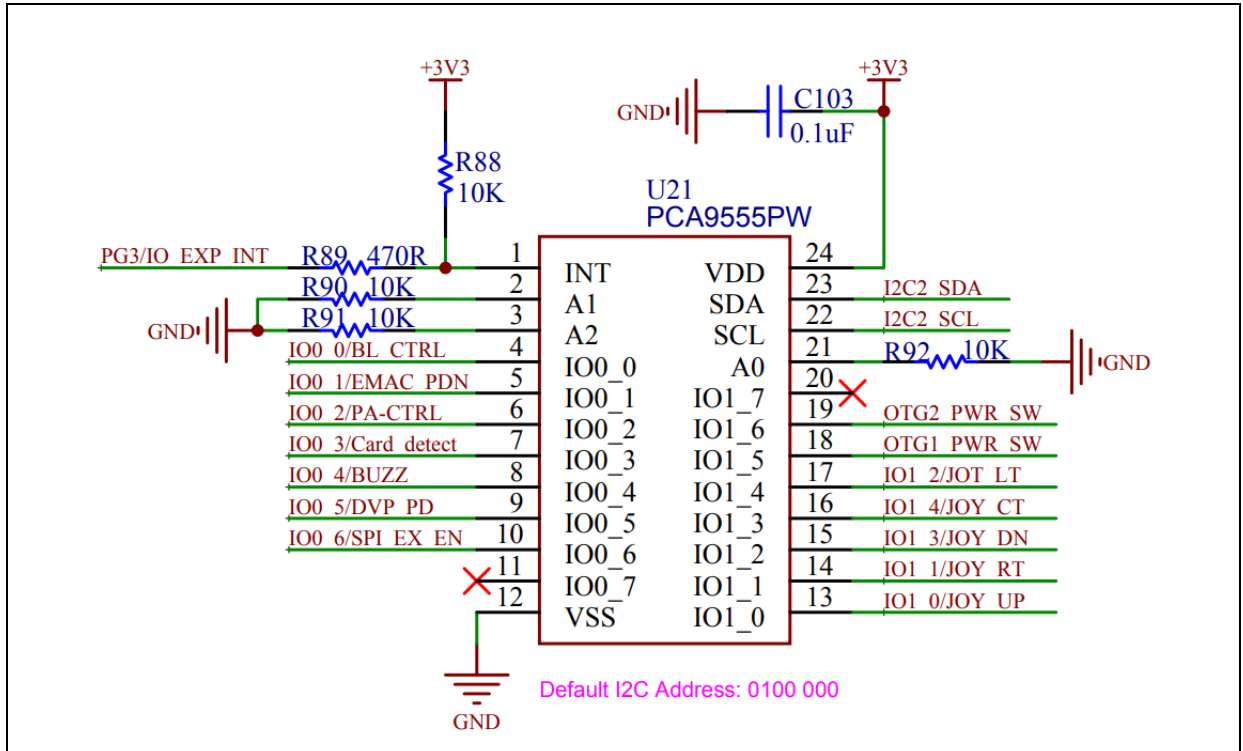 +3V3
+3V3
GND
C103
0.1uF
R88
10K
U21
PCA9555PW
PG3/IO EXP INT
R89 470R
1
INT
VDD
24
R90 10K
2
A1
SDA
23
I2C2 SDA
GND
R91 10K
3
A2
SCL
22
I2C2 SCL
IO0 0/BL CTRL
4
IO0_0
A0
21
R92 10K
GND
IO0 1/EMAC PDN
5
IO0_1
IO1_7
20
IO0 2/PA-CTRL
6
IO0_2
IO1_6
19
OTG2 PWR SW
IO0 3/Card detect
7
IO0_3
IO1_5
18
OTG1 PWR SW
IO0 4/BUZZ
8
IO0_4
IO1_4
17
IO1 2/JOT LT
IO0 5/DVP PD
9
IO0_5
IO1_3
16
IO1 4/JOY CT
IO0 6/SPI EX EN
10
IO0_6
IO1_2
15
IO1 3/JOY DN
11
IO0_7
IO1_1
14
IO1 1/JOY RT
12
VSS
IO1_0
13
IO1 0/JOY UP
Default I2C Address: 0100 000
GND